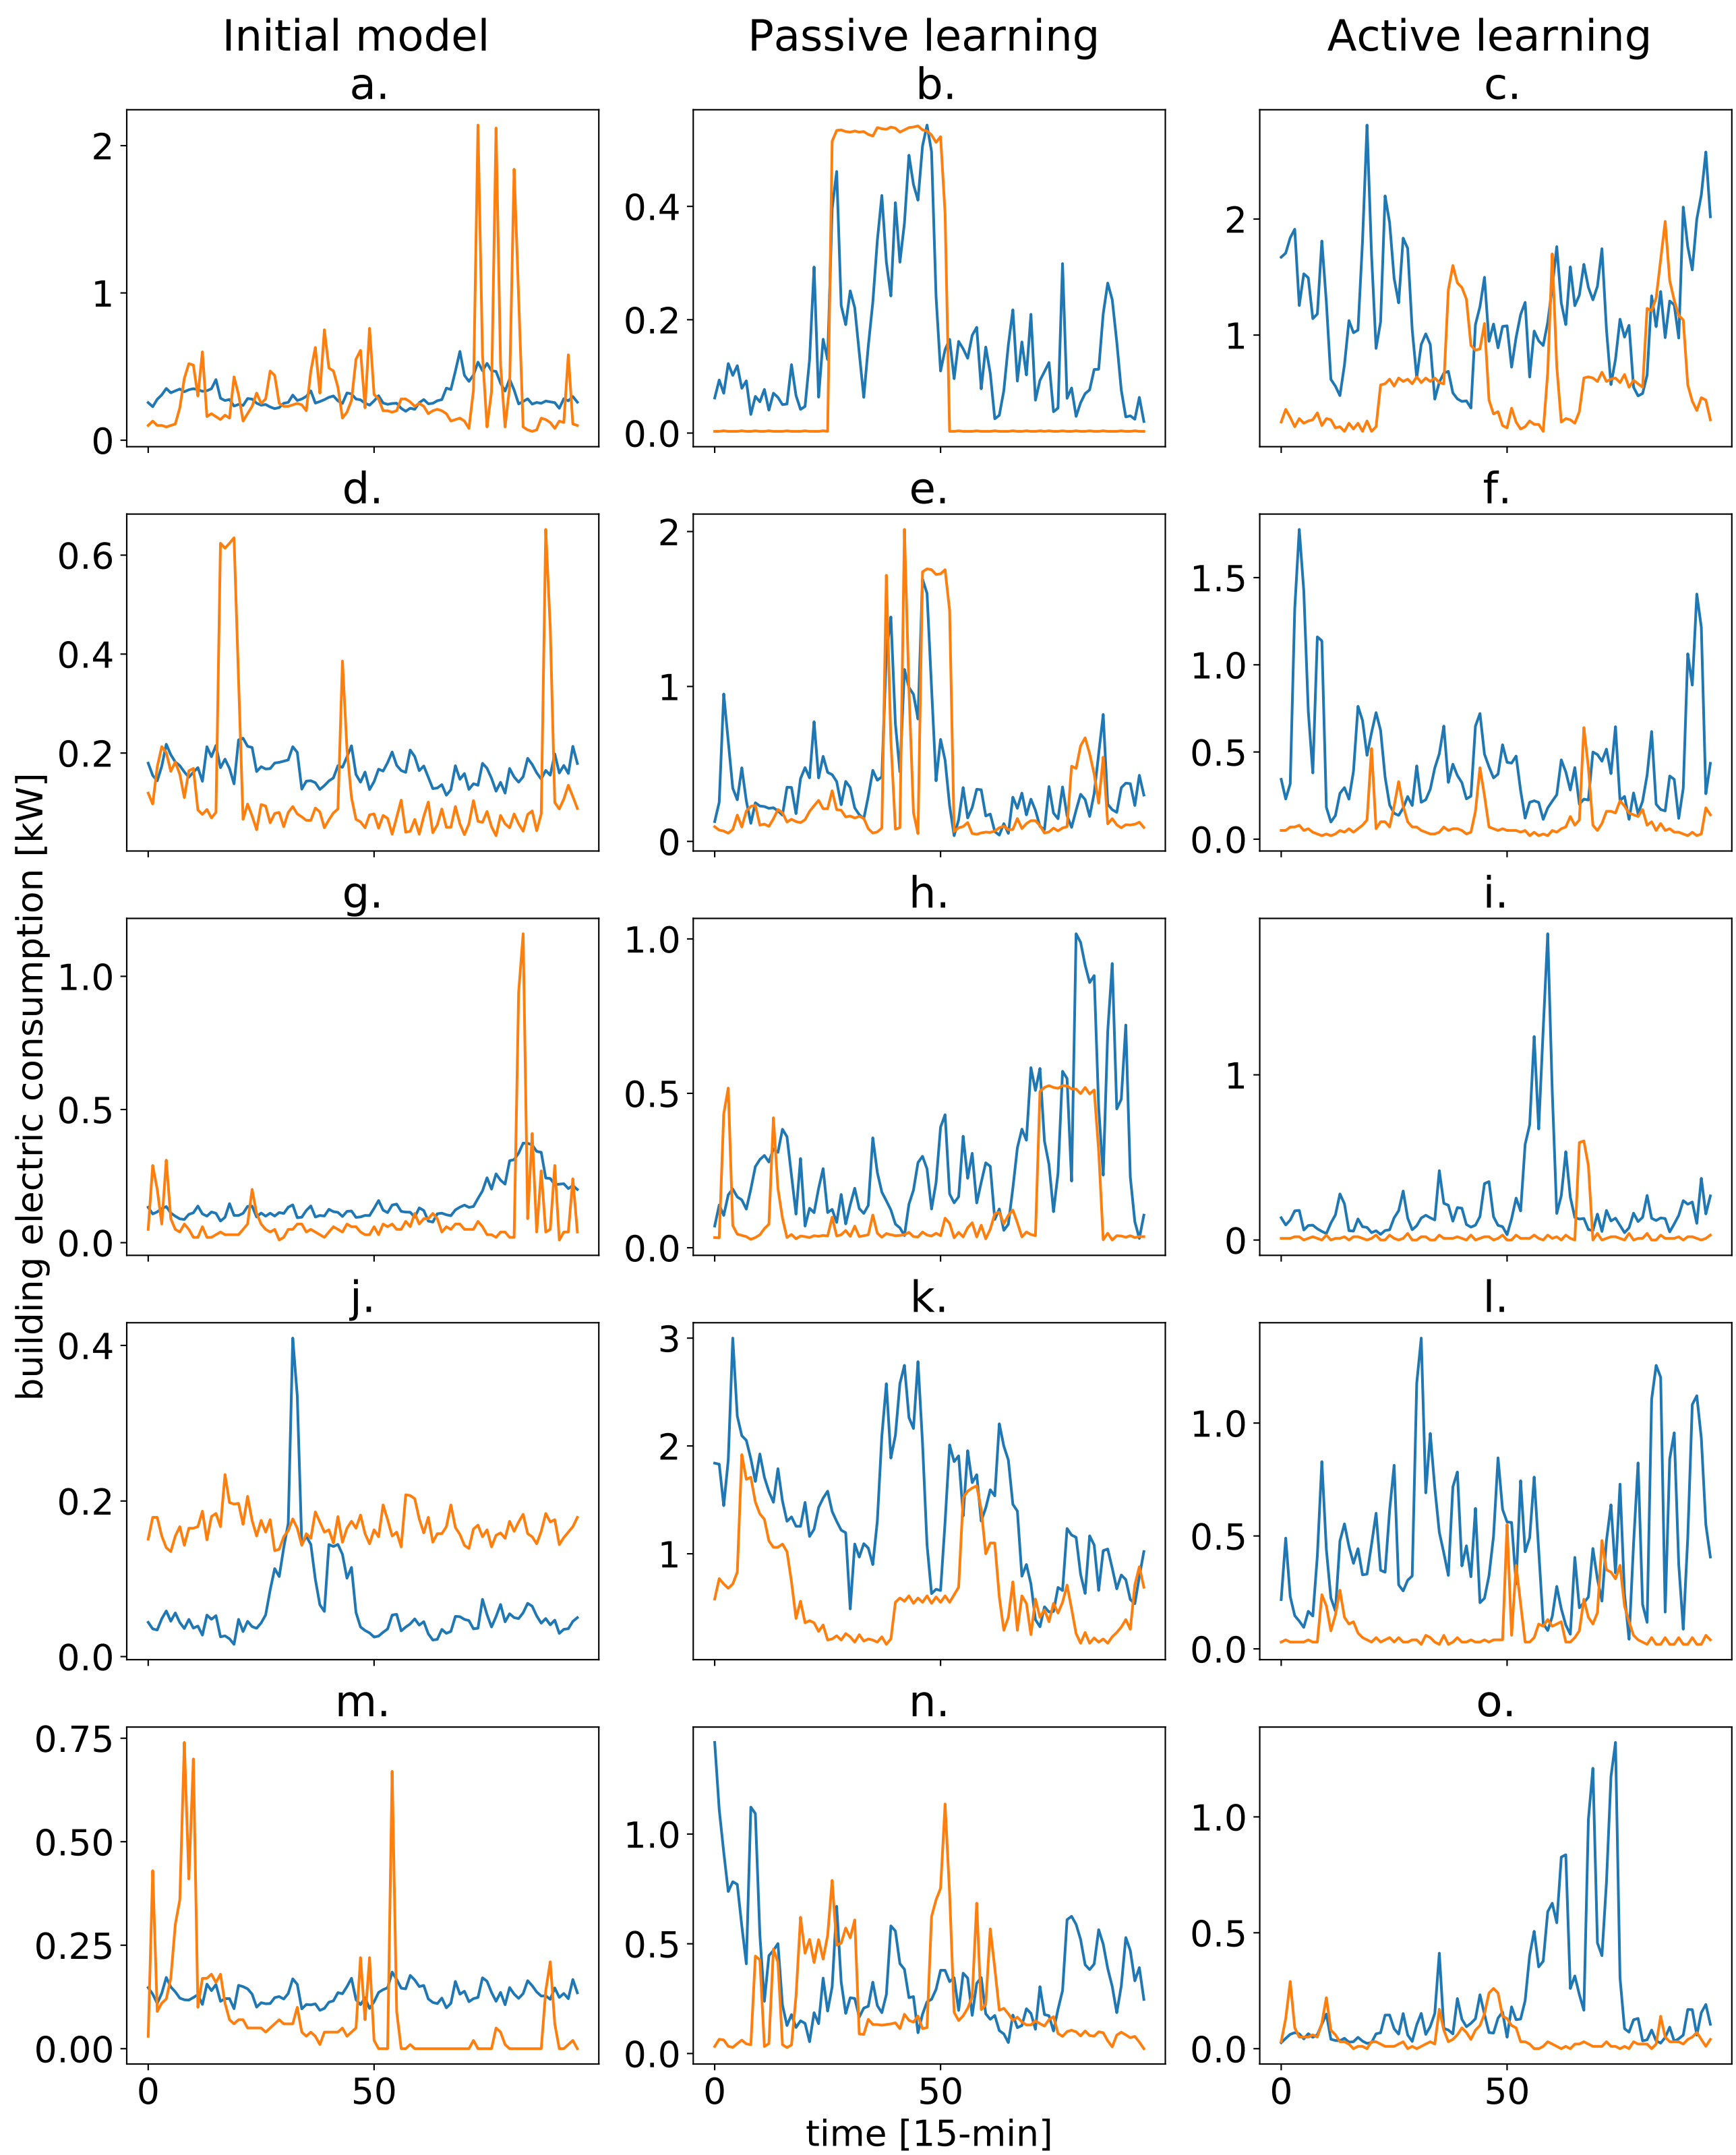 Initial model Passive learning Active learning
a. b. c.
2 0.4 2
1 0.2 1
0 0.0
d. e. f.
0.6 2 1.5
0.4 1 1.0
0.2 0 0.5
0.0
building electric consumption [kW]
g. h. i.
1.0 1.0 1
0.5 0.5 0
0.0 0.0
j. k. l.
0.4 3 1.0
0.2 2 0.5
0.0 1 0.0
m. n. o.
0.75 1.0 1.0
0.50 0.5 0.5
0.25 0.0 0.0
0.00
0 50 0 50 0 50
time [15-min]